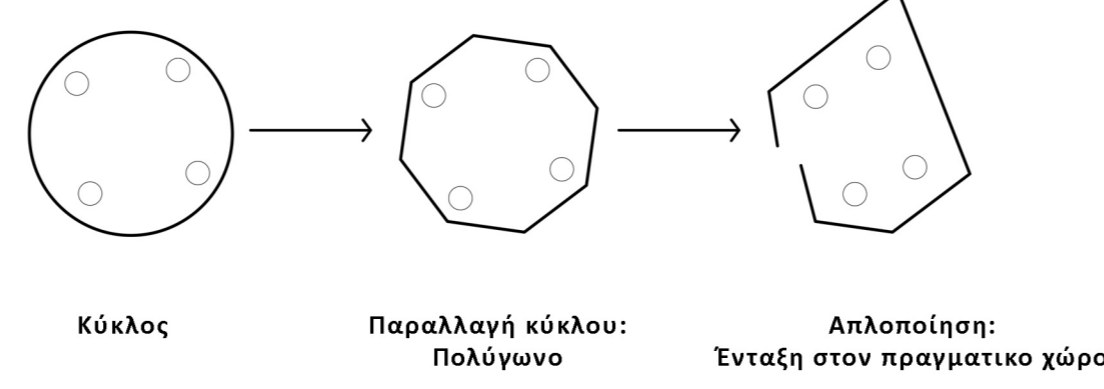 Κύκλος
Παραλλαγή κύκλου:
Πολύγωνο
Απλοποίηση:
Ένταξη στον πραγματικο χώρο